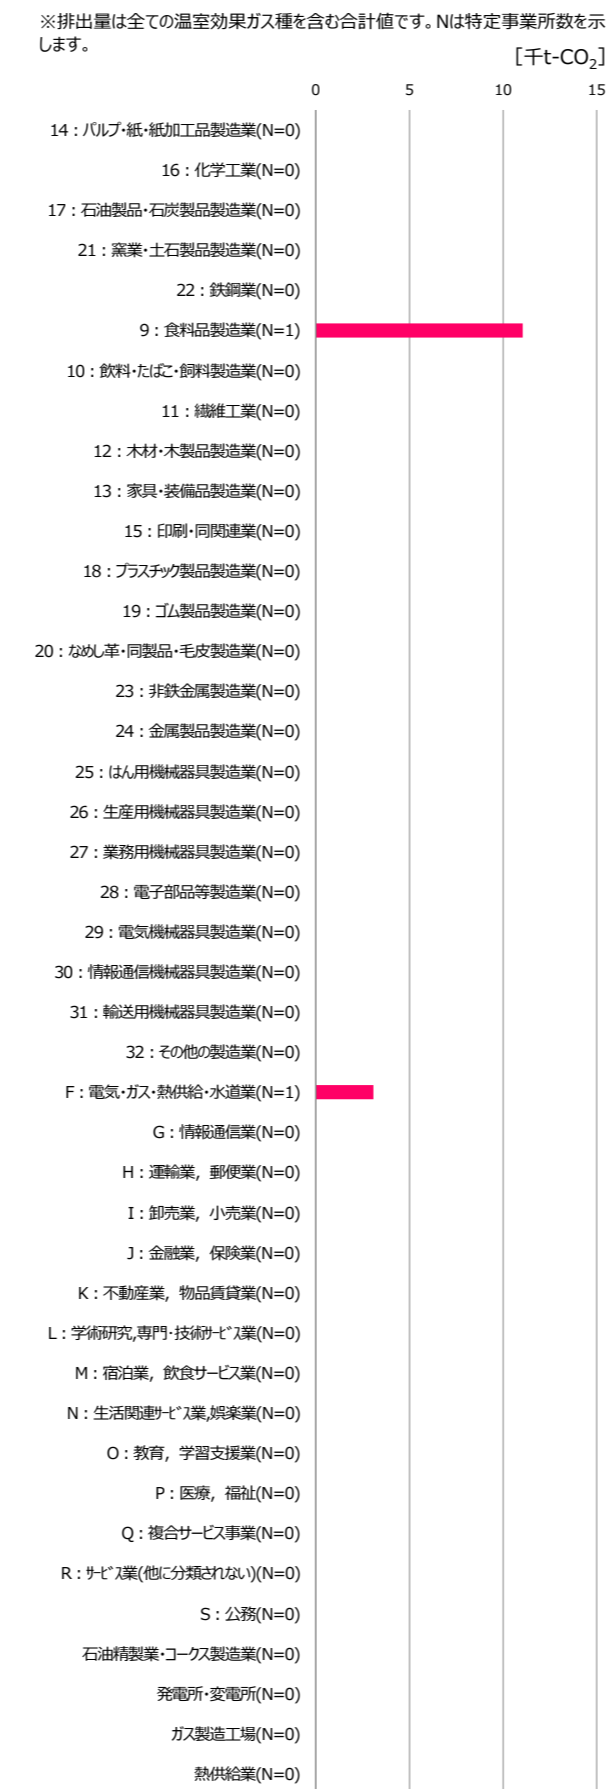 ※排出量は全ての温室効果ガス種を含む合計値です。Nは特定事業所数を示
します。
[千t-CO₂]
0 5 10 15
14：パルプ・紙・紙加工品製造業(N=0)
16：化学工業(N=0)
17：石油製品・石炭製品製造業(N=0)
21：窯業・土石製品製造業(N=0)
22：鉄鋼業(N=0)
9：食料品製造業(N=1)
10：飲料・たばこ・飼料製造業(N=0)
11：繊維工業(N=0)
12：木材・木製品製造業(N=0)
13：家具・装備品製造業(N=0)
15：印刷・同関連業(N=0)
18：プラスチック製品製造業(N=0)
19：ゴム製品製造業(N=0)
20：なめし革・同製品・毛皮製造業(N=0)
23：非鉄金属製造業(N=0)
24：金属製品製造業(N=0)
25：はん用機械器具製造業(N=0)
26：生産用機械器具製造業(N=0)
27：業務用機械器具製造業(N=0)
28：電子部品等製造業(N=0)
29：電気機械器具製造業(N=0)
30：情報通信機械器具製造業(N=0)
31：輸送用機械器具製造業(N=0)
32：その他の製造業(N=0)
F：電気・ガス・熱供給・水道業(N=1)
G：情報通信業(N=0)
H：運輸業，郵便業(N=0)
I：卸売業，小売業(N=0)
J：金融業，保険業(N=0)
K：不動産業，物品賃貸業(N=0)
L：学術研究,専門・技術ｻｰﾋﾞｽ業(N=0)
M：宿泊業，飲食サービス業(N=0)
N：生活関連ｻｰﾋﾞｽ業,娯楽業(N=0)
O：教育，学習支援業(N=0)
P：医療，福祉(N=0)
Q：複合サービス事業(N=0)
R：ｻｰﾋﾞｽ業(他に分類されない)(N=0)
S：公務(N=0)
石油精製業・コークス製造業(N=0)
発電所・変電所(N=0)
ガス製造工場(N=0)
熱供給業(N=0)